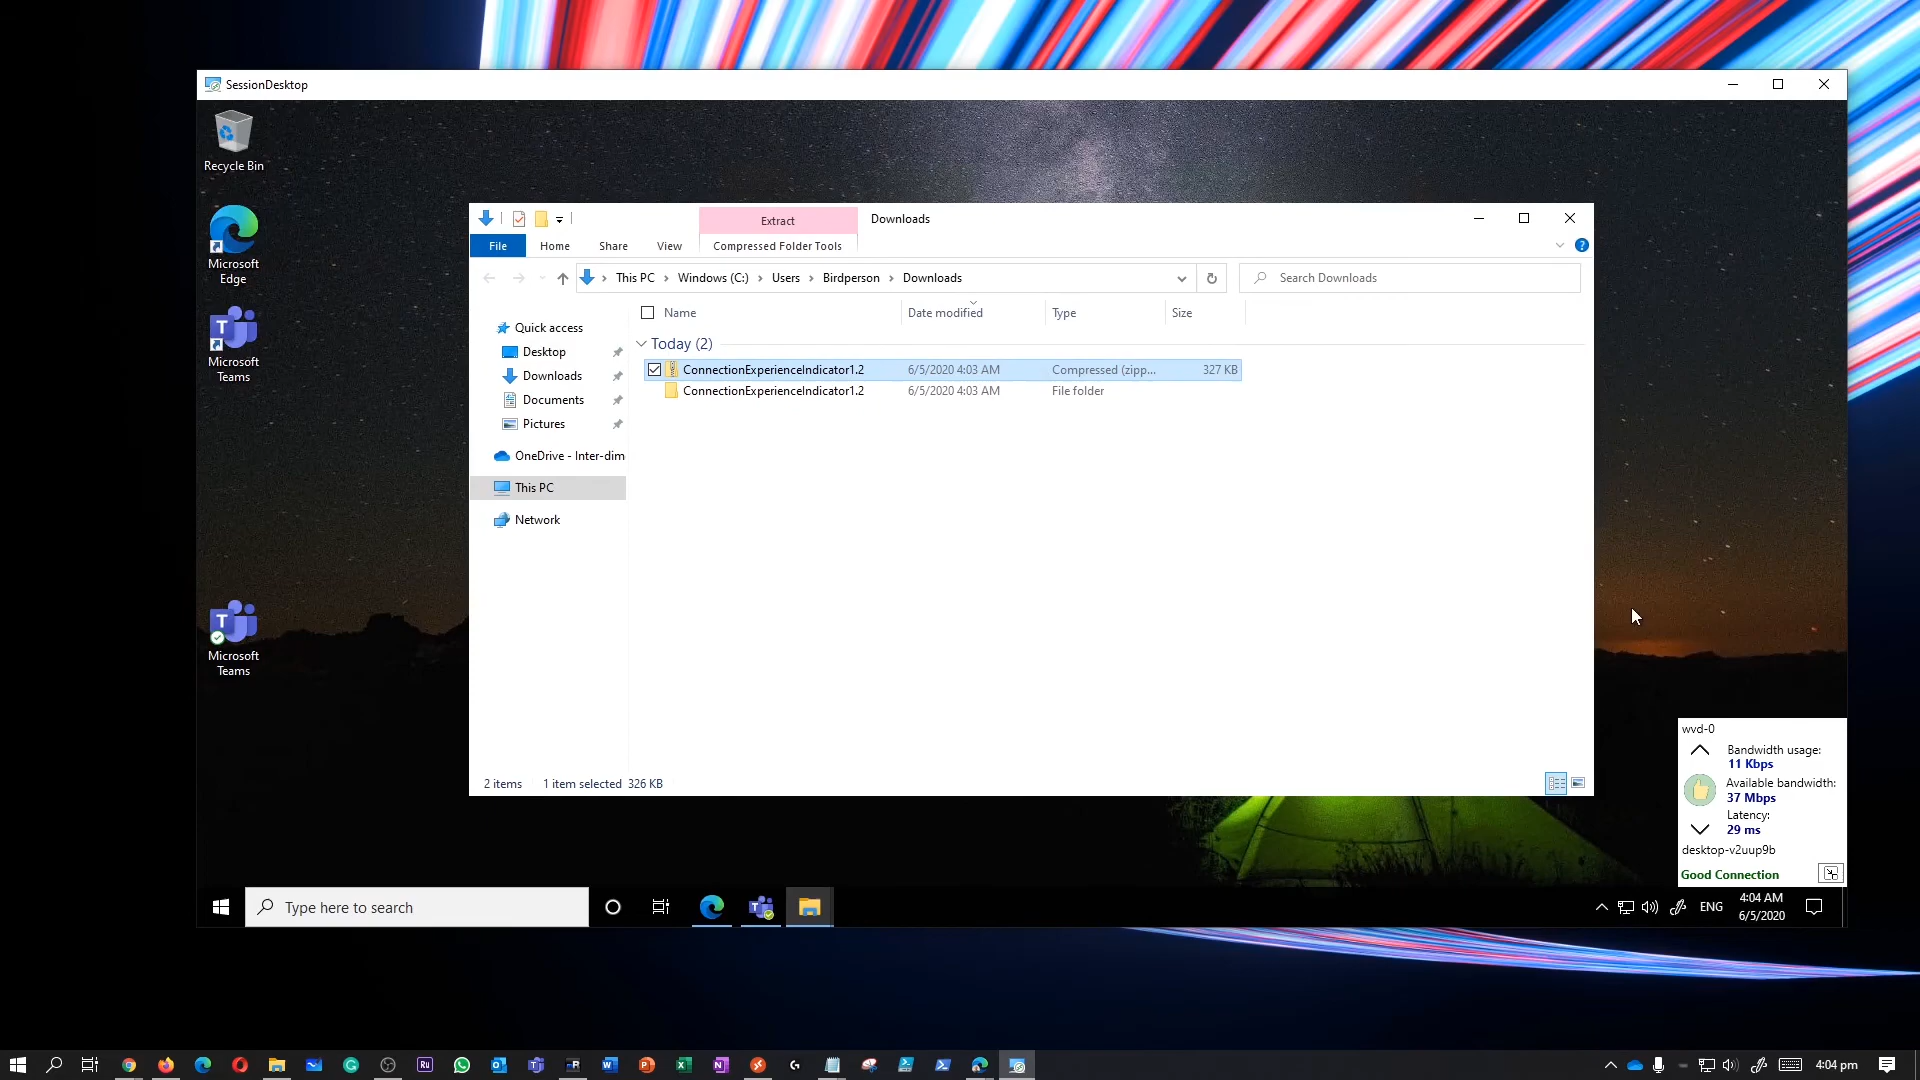 SessionDesktop
Recycle Bin
Microsoft
Edge
Microsoft
Teams
Microsoft
Teams
Extract
Downloads
File
Home
Share
View
Compressed Folder Tools
This PC > Windows (C:) > Users > Birdperson > Downloads
Search Downloads
Name
Date modified
Type
Size
Quick access
Desktop
Downloads
Documents
Pictures
OneDrive - Inter-dim
This PC
Network
Today (2)
ConnectionExperienceIndicator1.2 6/5/2020 4:03 AM Compressed (zipp... 327 KB
ConnectionExperienceIndicator1.2 6/5/2020 4:03 AM File folder
2 items 1 item selected 326 KB
wvd-0
Bandwidth usage:
11 Kbps
Available bandwidth:
37 Mbps
Latency:
29 ms
desktop-v2uup9b
Good Connection
Type here to search
ENG
4:04 AM
6/5/2020
4:04 pm